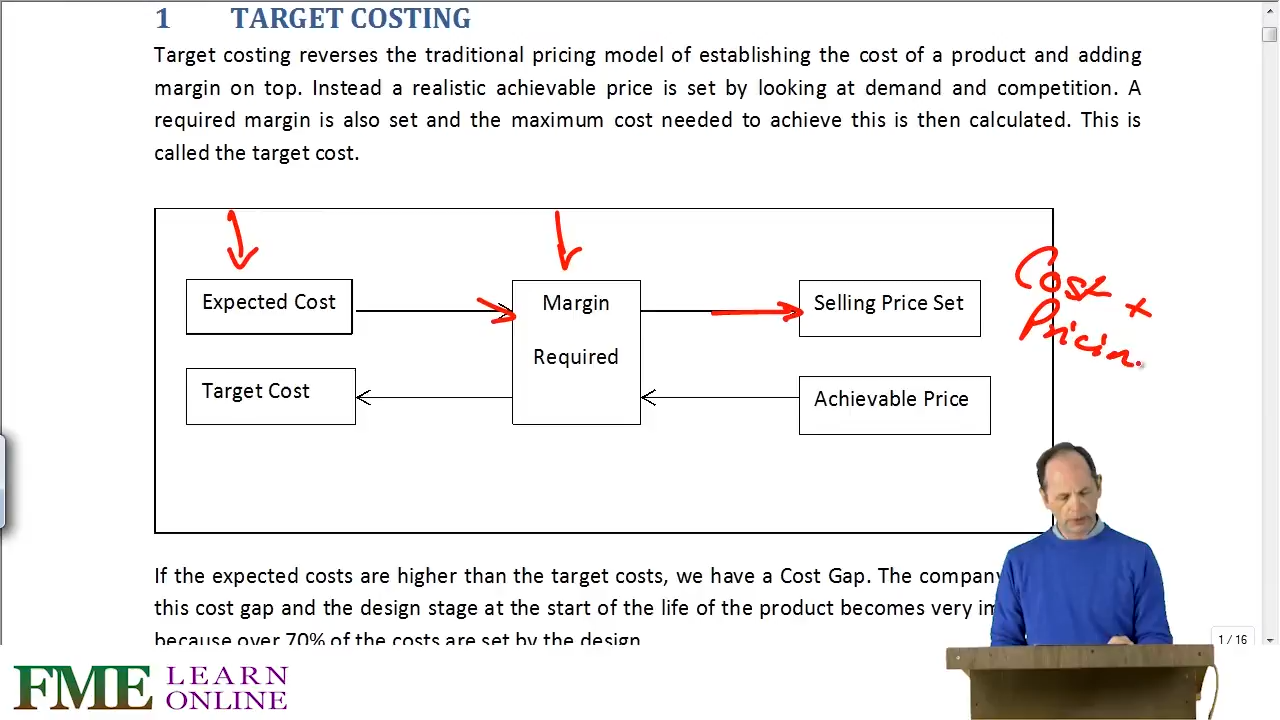 1 TARGET COSTING
Target costing reverses the traditional pricing model of establishing the cost of a product and adding
margin on top. Instead a realistic achievable price is set by looking at demand and competition. A
required margin is also set and the maximum cost needed to achieve this is then calculated. This is
called the target cost.
Expected Cost
Margin
Required
Selling Price Set
Cost +
Pricin
Target Cost
Achievable Price
If the expected costs are higher than the target costs, we have a Cost Gap. The company
this cost gap and the design stage at the start of the life of the product becomes very
because over 70% of the costs are set by the design
1 / 16
FME LEARN
ONLINE